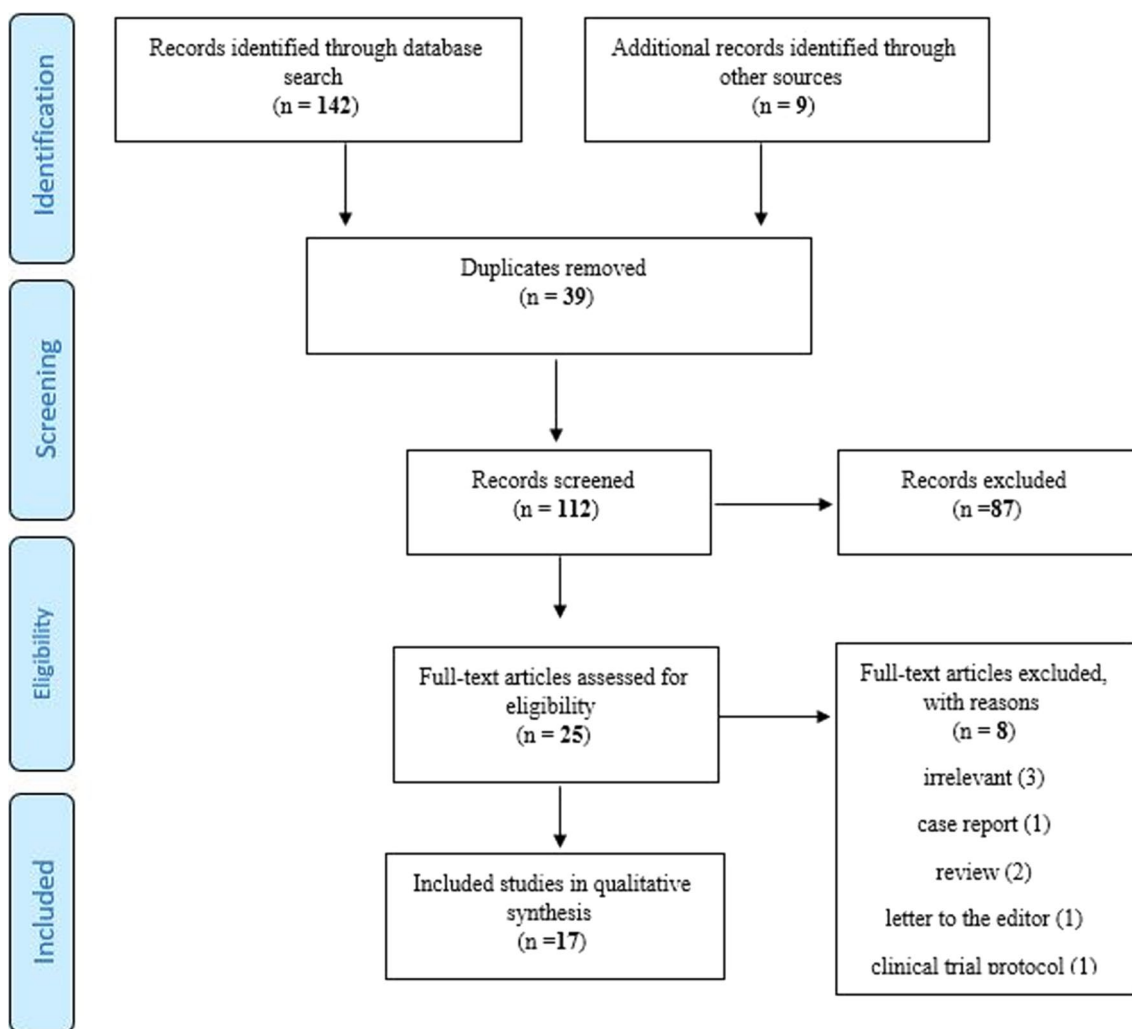 Identification
Records identified through database
search
(n = 142)
Additional records identified through
other sources
(n = 9)
Duplicates removed
(n = 39)
Screening
Records screened
(n = 112)
Records excluded
(n =87)
Eligibility
Full-text articles assessed for
eligibility
(n = 25)
Full-text articles excluded,
with reasons
(n = 8)
irrelevant (3)
case report (1)
review (2)
letter to the editor (1)
clinical trial protocol (1)
Included
Included studies in qualitative
synthesis
(n =17)